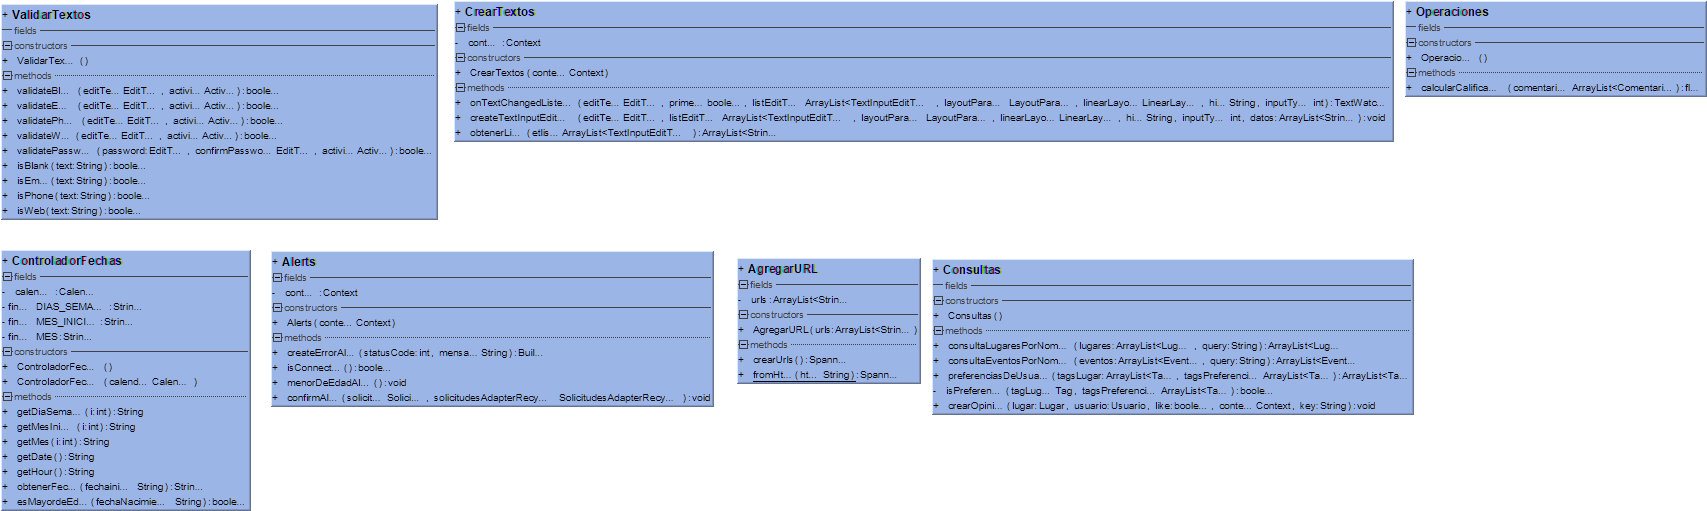 + ValidarTextos
fields
constructors
+ ValidarTex... ()
methods
+ validateBl... (editTe... EditT... , activi... Activ... ):boole...
+ validateE... (editTe... EditT... , activi... Activ... ):boole...
+ validatePh... (editTe... EditT... , activi... Activ... ):boole...
+ validateW... (editTe... EditT... , activi... Activ... ):boole...
+ validatePassw... (password:EditT... , confirmPasswo... EditT... , activi... Activ... ):boole...
+ isBlank(text:String):boole...
+ isEm... (text:String):boole...
+ isPhone(text:String):boole...
+ isWeb(text:String):boole...
+ CrearTextos
fields
- cont... :Context
constructors
+ CrearTextos(conte... Context)
methods
+ onTextChangedListe... (editTe... EditT... , prime... boole... , listEditT... ArrayList<TextInputEditT... , layoutPara... LayoutPara... , linearLayo... LinearLay... , hi... String, inputTy... int):TextWatc...
+ createTextInputEdit... (editTe... EditT... , listEditT... ArrayList<TextInputEditT... , layoutPara... LayoutPara... , linearLayo... LinearLay... , hi... String, inputTy... int, datos:ArrayList<Strin... ):void
+ obtenerLi... (etlis... ArrayList<TextInputEditT... ):ArrayList<Strin...
+ Operaciones
fields
constructors
+ Operacio... ()
methods
+ calcularCalifica... (comentari... ArrayList<Comentari... ):fl...
+ ControladorFechas
fields
- calen... :Calen...
- fin... DIAS_SEMA... :Strin...
- fin... MES_INICI... :Strin...
- fin... MES:Strin...
constructors
+ ControladorFec... ()
+ ControladorFec... (calend... Calen... )
methods
+ getDiaSema... (i:int):String
+ getMesIni... (i:int):String
+ getMes(i:int):String
+ getDate():String
+ getHour():String
+ obtenerFec... (fechaini... String):Strin...
+ esMayordeEd... (fechaNacimie... String):boole...
+ Alerts
fields
- cont... :Context
constructors
+ Alerts(conte... Context)
methods
+ createErrorAl... (statusCode:int, mensa... String):Buil...
+ isConnect... ():boole...
+ menorDeEdadAl... ():void
+ confirmAl... (solicit... Solici... , solicitudesAdapterRecy... SolicitudesAdapterRecy... ):void
+ AgregarURL
fields
- urls:ArrayList<Strin...
constructors
+ AgregarURL(urls:ArrayList<Strin... )
methods
+ crearUrls():Spann...
+ fromHt... (ht... String):Spann...
+ Consultas
fields
constructors
+ Consultas()
methods
+ consultaLugaresPorNom... (lugares:ArrayList<Lug... , query:String):ArrayList<Lug...
+ consultaEventosPorNom... (eventos:ArrayList<Event... , query:String):ArrayList<Event...
+ preferenciasDeUsua... (tagsLugar:ArrayList<Ta... , tagsPreferenci... ArrayList<Ta... ):ArrayList<Ta...
- isPreferen... (tagLug... Tag, tagsPreferenci... ArrayList<Ta... ):boole...
+ crearOpini... (lugar:Lugar, usuario:Usuario, like:boole... , conte... Context, key:String):void